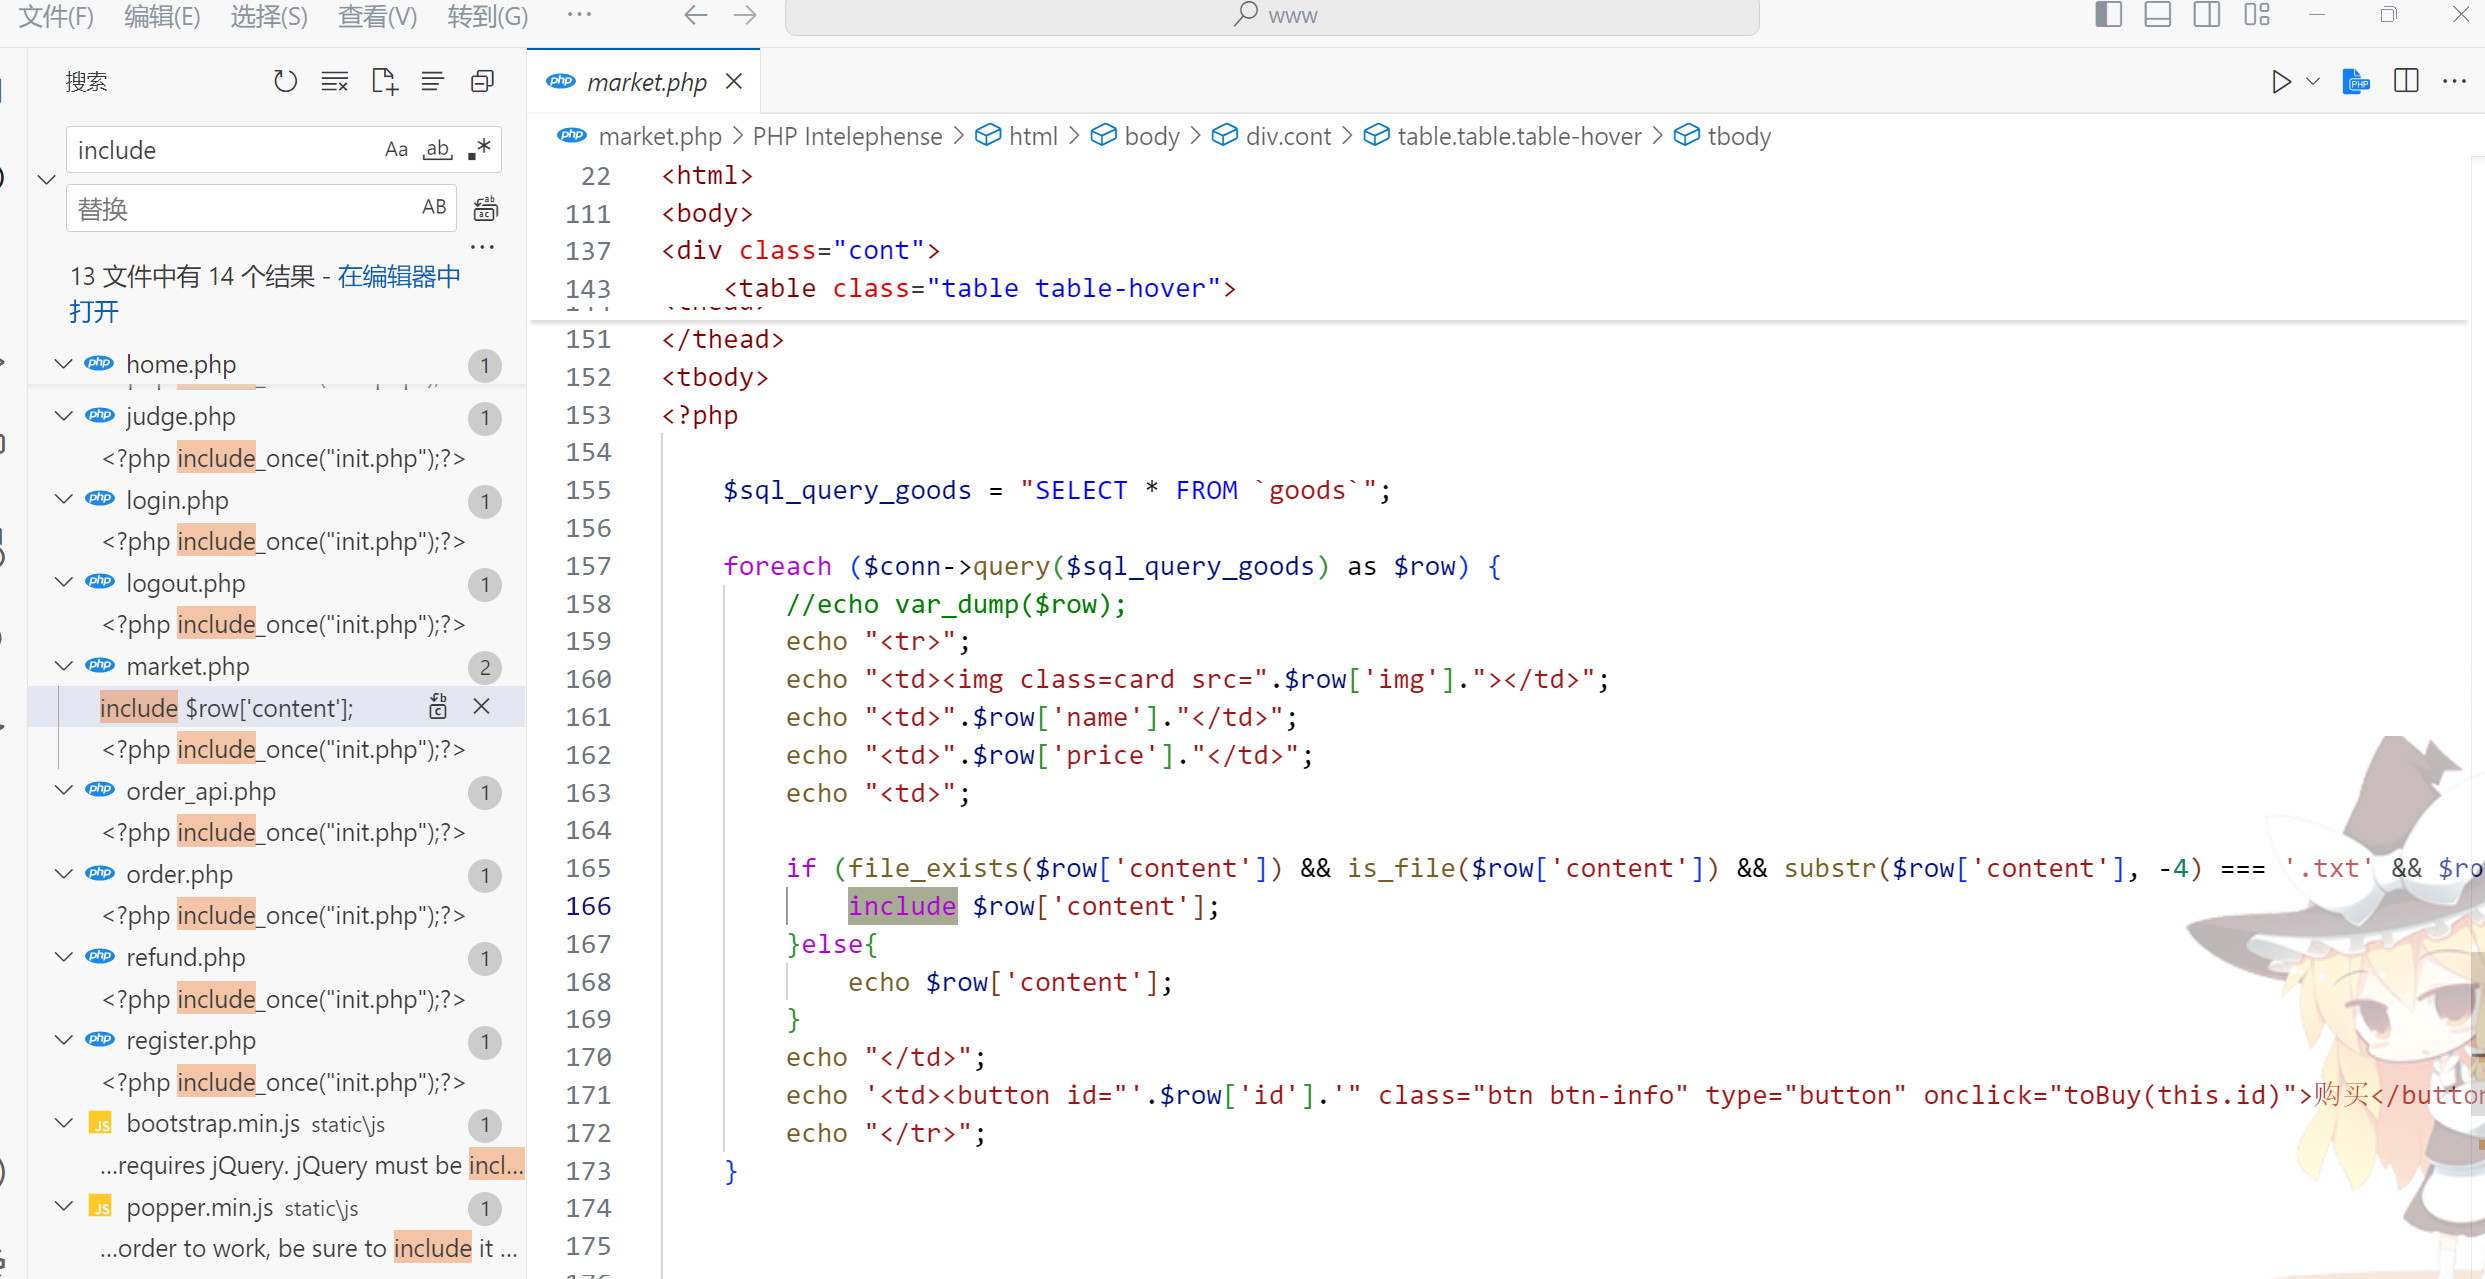 文件(F) 编辑(E) 选择(S) 查看(V) 转到(G) ··· www
搜索
include Aa ab
替换 AB
13 文件中有 14 个结果 - 在编辑器中
打开
home.php 1
judge.php 1
<?php include_once("init.php");?>
login.php 1
<?php include_once("init.php");?>
logout.php 1
<?php include_once("init.php");?>
market.php 2
include $row['content'];
<?php include_once("init.php");?>
order_api.php 1
<?php include_once("init.php");?>
order.php 1
<?php include_once("init.php");?>
refund.php 1
<?php include_once("init.php");?>
register.php 1
<?php include_once("init.php");?>
JS bootstrap.min.js static\js 1
...requires jQuery. jQuery must be incl...
JS popper.min.js static\js 1
...order to work, be sure to include it ...
php market.php
php market.php > PHP Intelephense > html > body > div.cont > table.table.table-hover > tbody
22 <html>
111 <body>
137 <div class="cont">
143 <table class="table table-hover">
151 </thead>
152 <tbody>
153 <?php
154
155 $sql_query_goods = "SELECT * FROM `goods`";
156
157 foreach ($conn->query($sql_query_goods) as $row) {
158 //echo var_dump($row);
159 echo "<tr>";
160 echo "<td><img class=card src=".$row['img']."></td>";
161 echo "<td>".$row['name']."</td>";
162 echo "<td>".$row['price']."</td>";
163 echo "<td>";
164
165 if (file_exists($row['content']) && is_file($row['content']) && substr($row['content'], -4) === '.txt' && $ro
166 include $row['content'];
167 }else{
168 echo $row['content'];
169 }
170 echo "</td>";
171 echo '<td><button id="'.$row['id'].'" class="btn btn-info" type="button" onclick="toBuy(this.id)">购买</button
172 echo "</tr>";
173 }
174
175